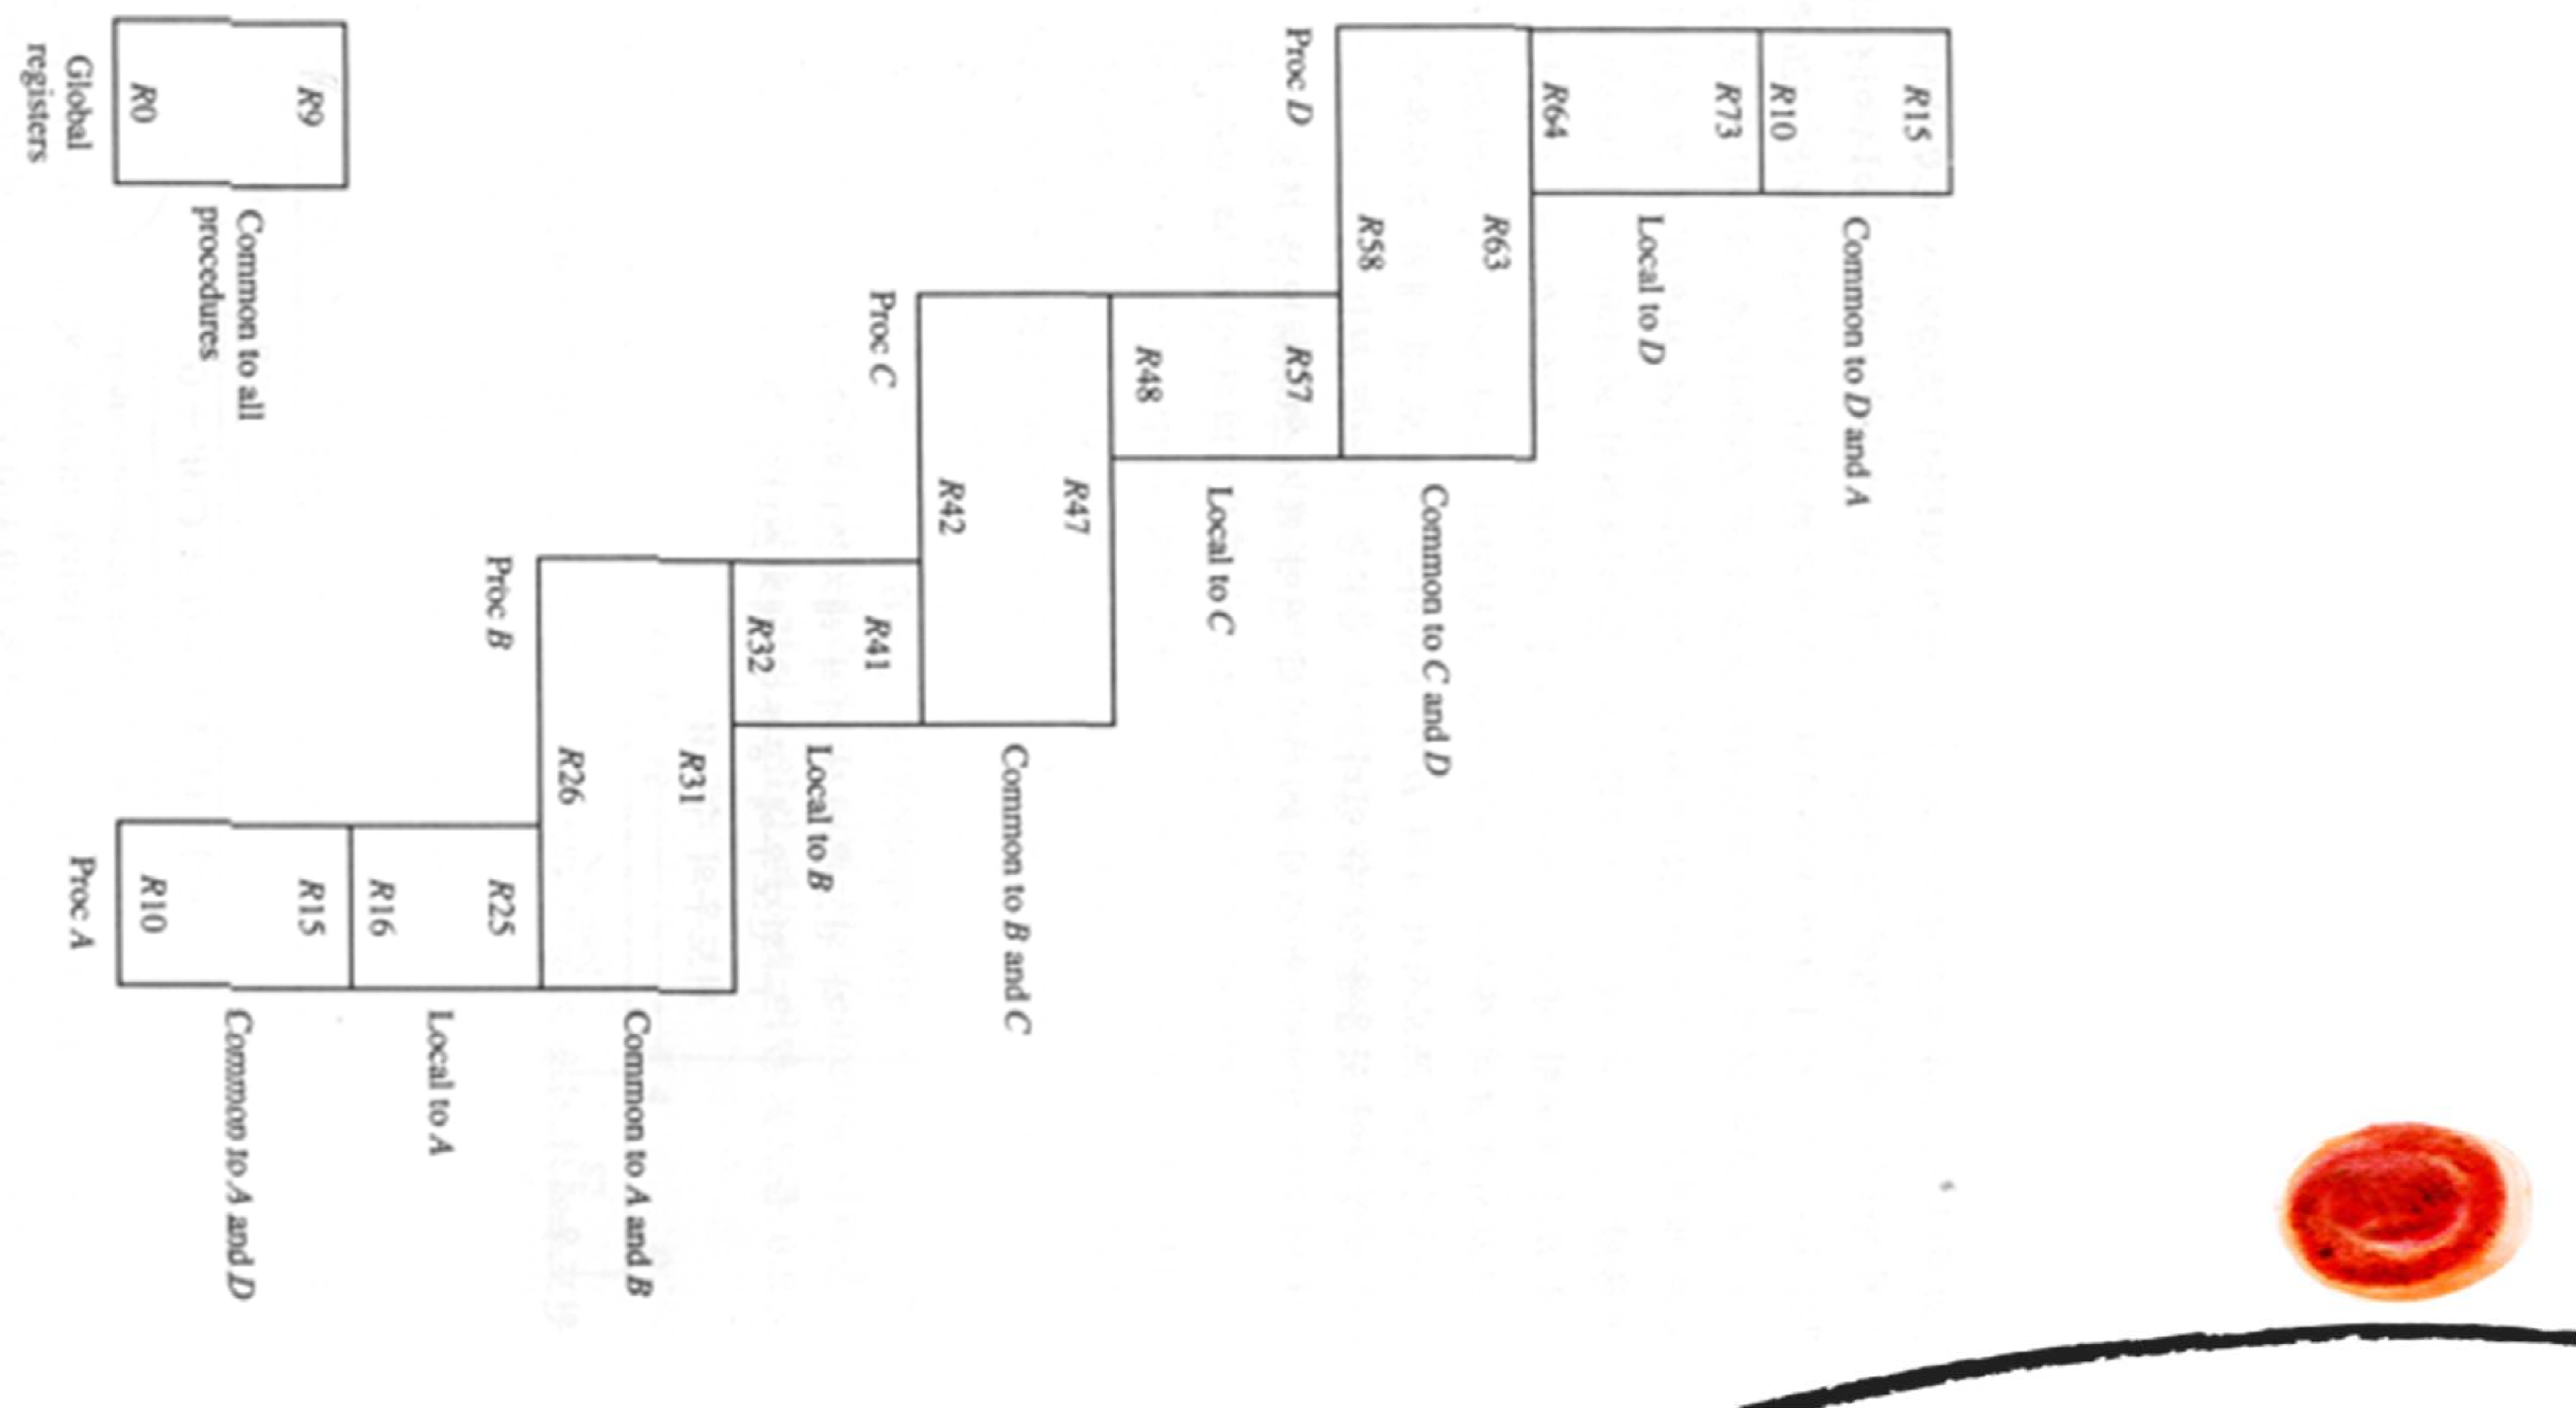 R15
Common to D and A
R10
R73
Local to D
R64
R63
Common to C and D
R58
Proc D
R57
Local to C
R48
R47
Common to B and C
R42
Proc C
R41
Local to B
R32
R31
Common to A and B
R26
Proc B
R25
Local to A
R16
R15
Common to A and D
R10
Proc A
R9
Common to all
procedures
R0
Global
registers